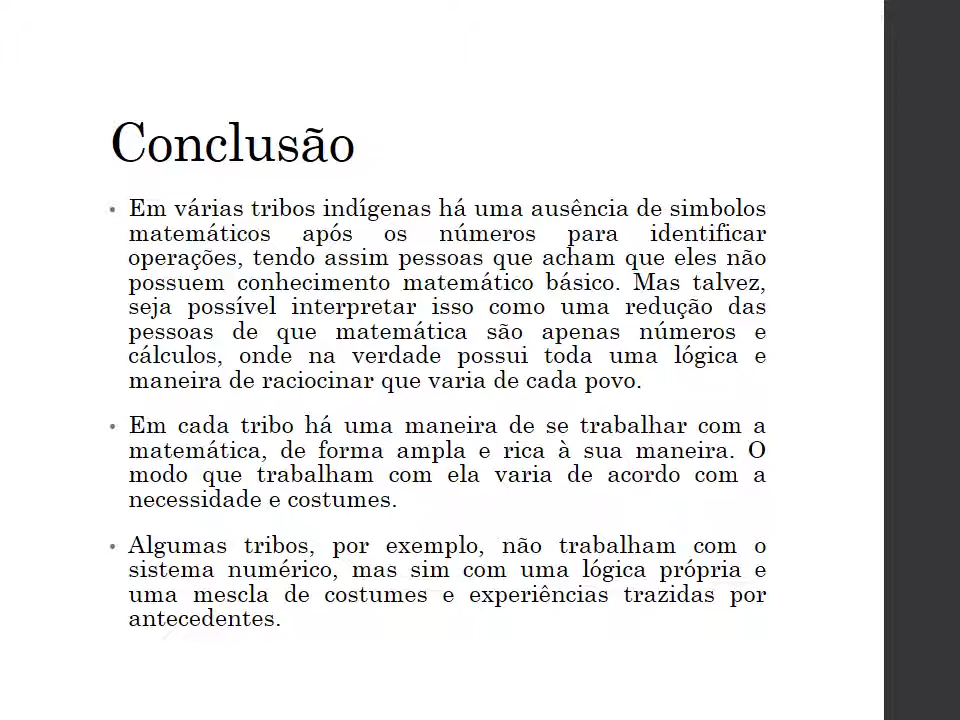 Conclusão
• Em várias tribos indígenas há uma ausência de simbolos
matemáticos após os números para identificar
operações, tendo assim pessoas que acham que eles não
possuem conhecimento matemático básico. Mas talvez,
seja possível interpretar isso como uma redução das
pessoas de que matemática são apenas números e
cálculos, onde na verdade possui toda uma lógica e
maneira de raciocinar que varia de cada povo.
• Em cada tribo há uma maneira de se trabalhar com a
matemática, de forma ampla e rica à sua maneira. O
modo que trabalham com ela varia de acordo com a
necessidade e costumes.
• Algumas tribos, por exemplo, não trabalham com o
sistema numérico, mas sim com uma lógica própria e
uma mescla de costumes e experiências trazidas por
antecedentes.